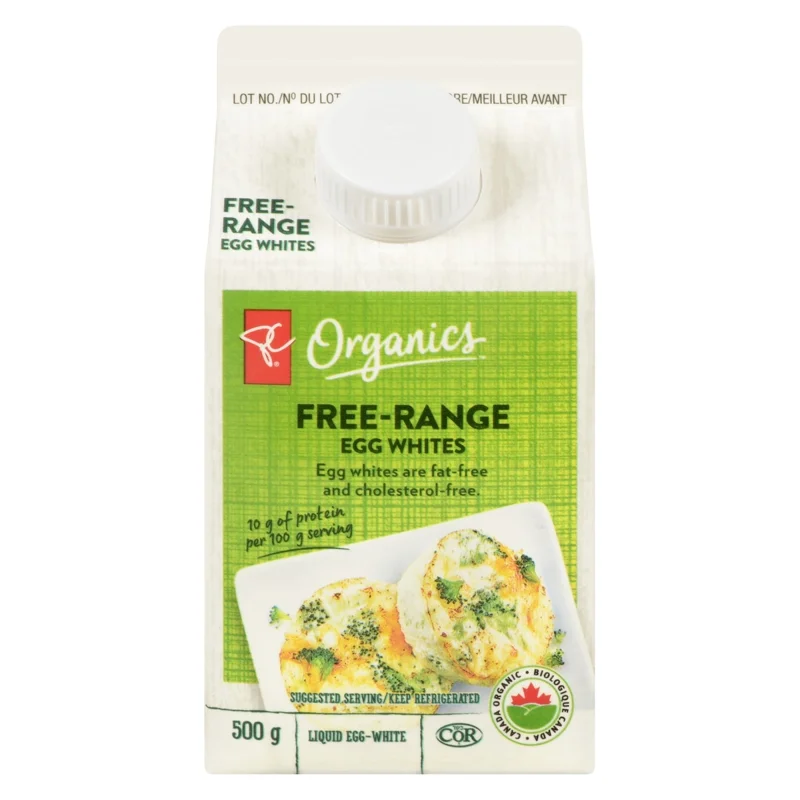 LOT NO./Nº DU LOT RE/MEILLEUR AVANT
FREE-
RANGE
EGG WHITES
PC®
Organics™
FREE-RANGE
EGG WHITES
Egg whites are fat-free
and cholesterol-free.
10 g of protein
per 100 g serving
SUGGESTED SERVING/KEEP REFRIGERATED
500 g
LIQUID EGG-WHITE
COR
CANADA ORGANIC • BIOLOGIQUE CANADA •